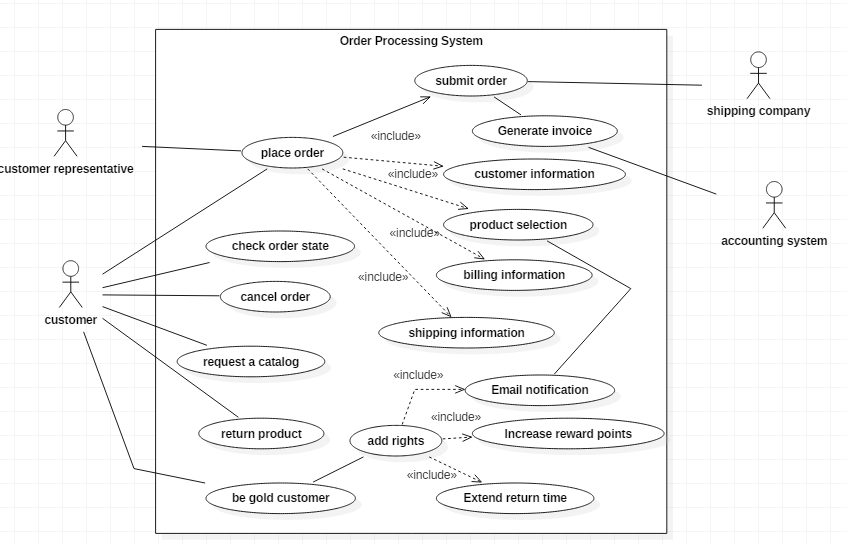 Order Processing System
submit order
shipping company
Generate invoice
«include»
customer representative
place order
customer information
«include»
product selection
accounting system
«include»
check order state
billing information
«include»
customer
cancel order
shipping information
request a catalog
«include»
Email notification
«include»
return product
add rights
Increase reward points
«include»
be gold customer
Extend return time